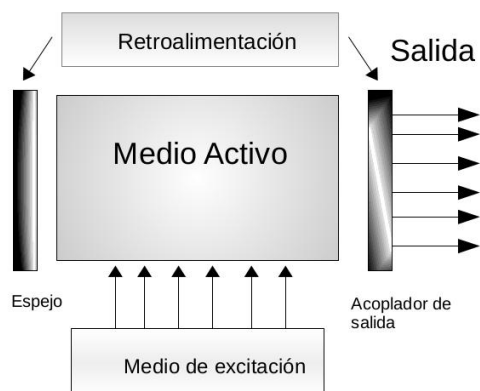 Retroalimentación
Salida
Medio Activo
Espejo
Acoplador de
salida
Medio de excitación